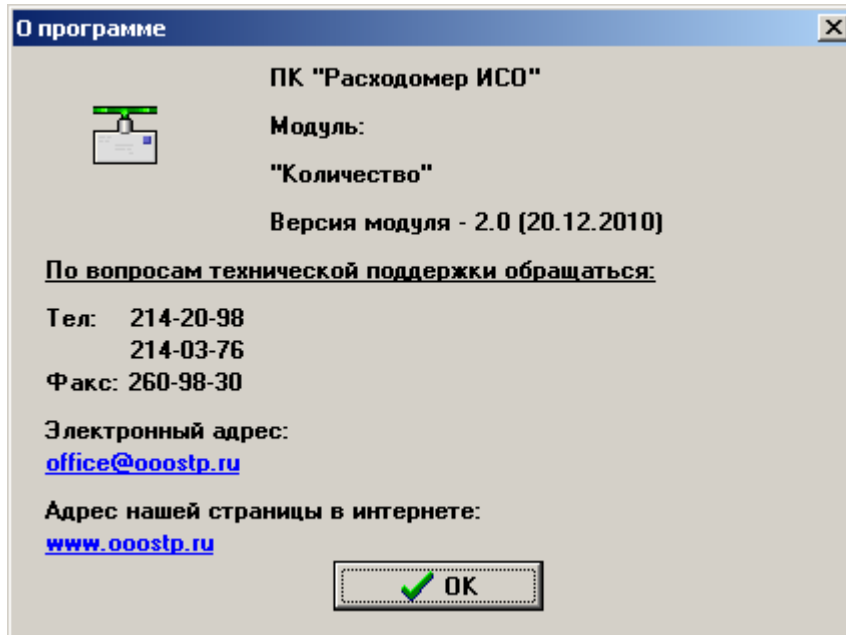 О программе
ПК "Расходомер ИСО"
Модуль:
"Количество"
Версия модуля - 2.0 (20.12.2010)
По вопросам технической поддержки обращаться:
Тел: 214-20-98
214-03-76
Факс: 260-98-30
Электронный адрес:
office@ooostp.ru
Адрес нашей страницы в интернете:
www.ooostp.ru
OK